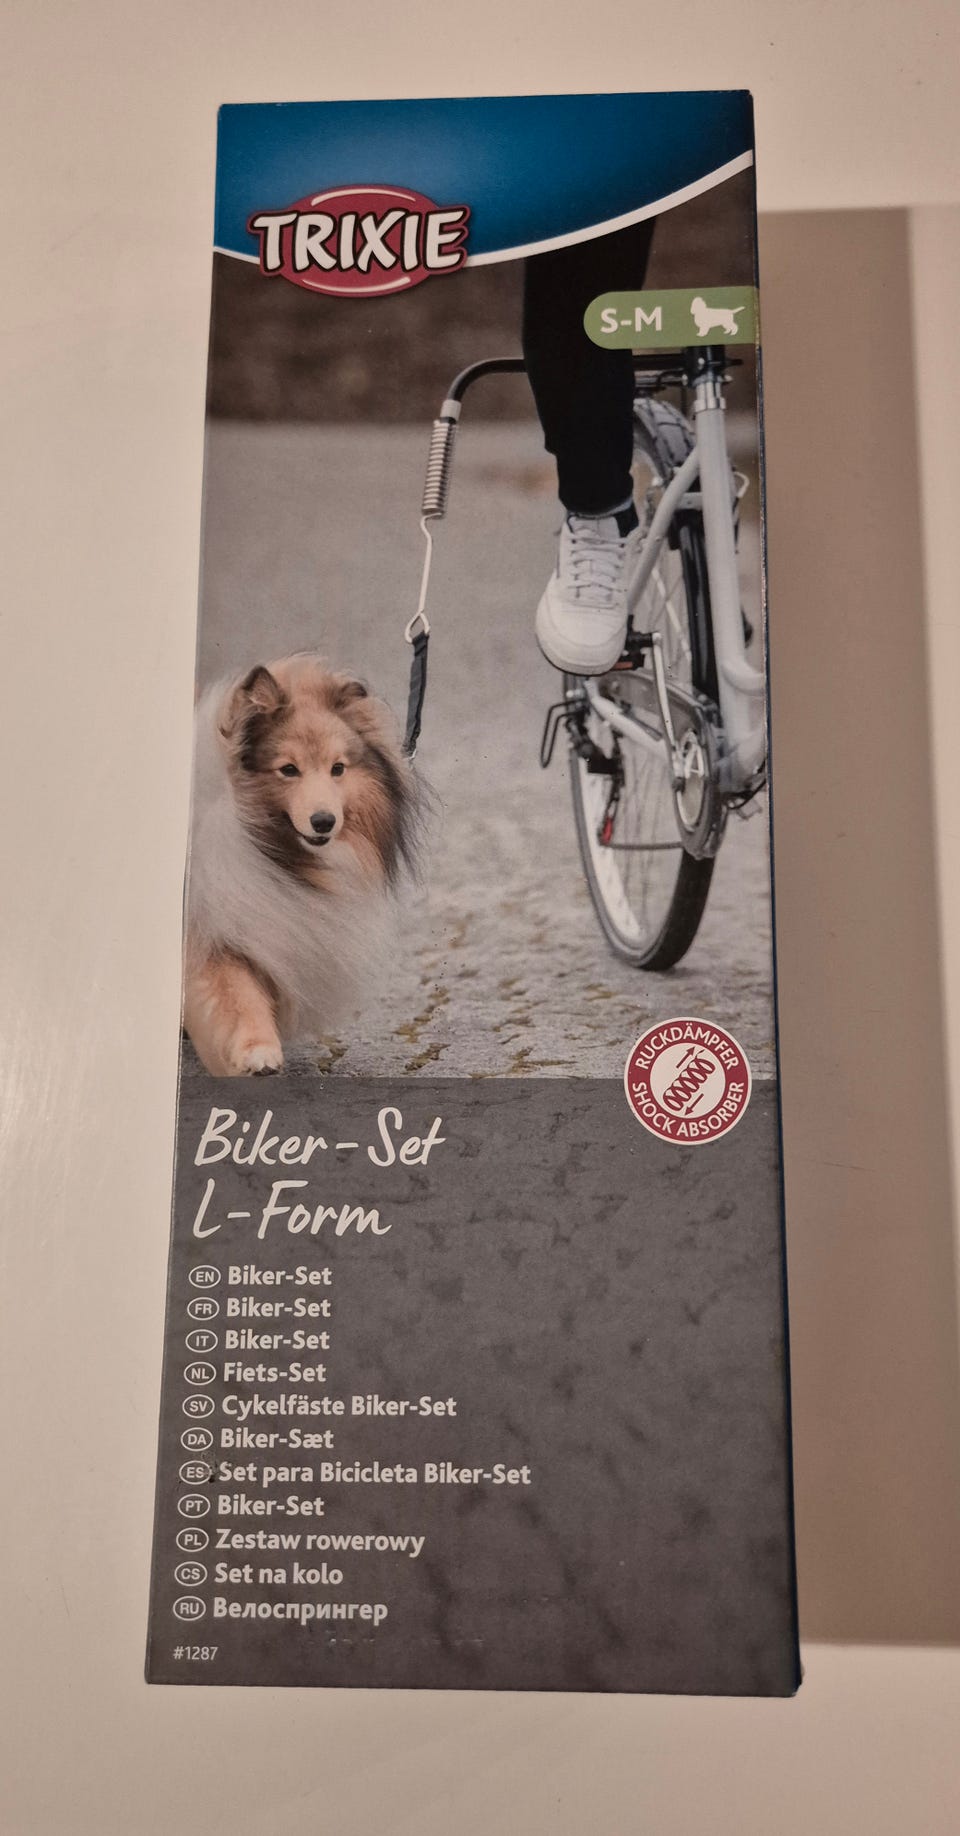 TRIXIE
S-M
RUCKDÄMPFER
SHOCK ABSORBER
Biker-Set
L-Form
EN Biker-Set
FR Biker-Set
IT Biker-Set
NL Fiets-Set
SV Cykelfäste Biker-Set
DA Biker-Sæt
ES Set para Bicicleta Biker-Set
PT Biker-Set
PL Zestaw rowerowy
CS Set na kolo
RU Велоспрингер
#1287